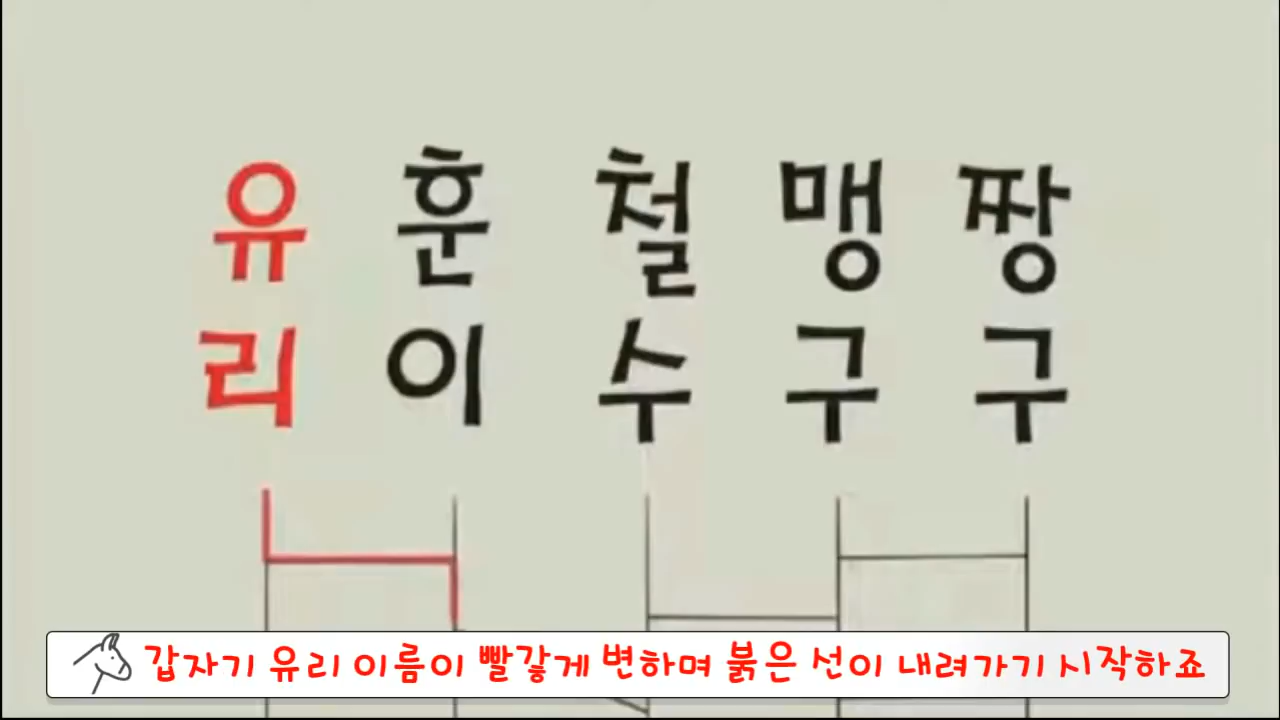 유리
훈이
철수
맹구
짱구
갑자기 유리 이름이 빨갛게 변하며 붉은 선이 내려가기 시작하죠